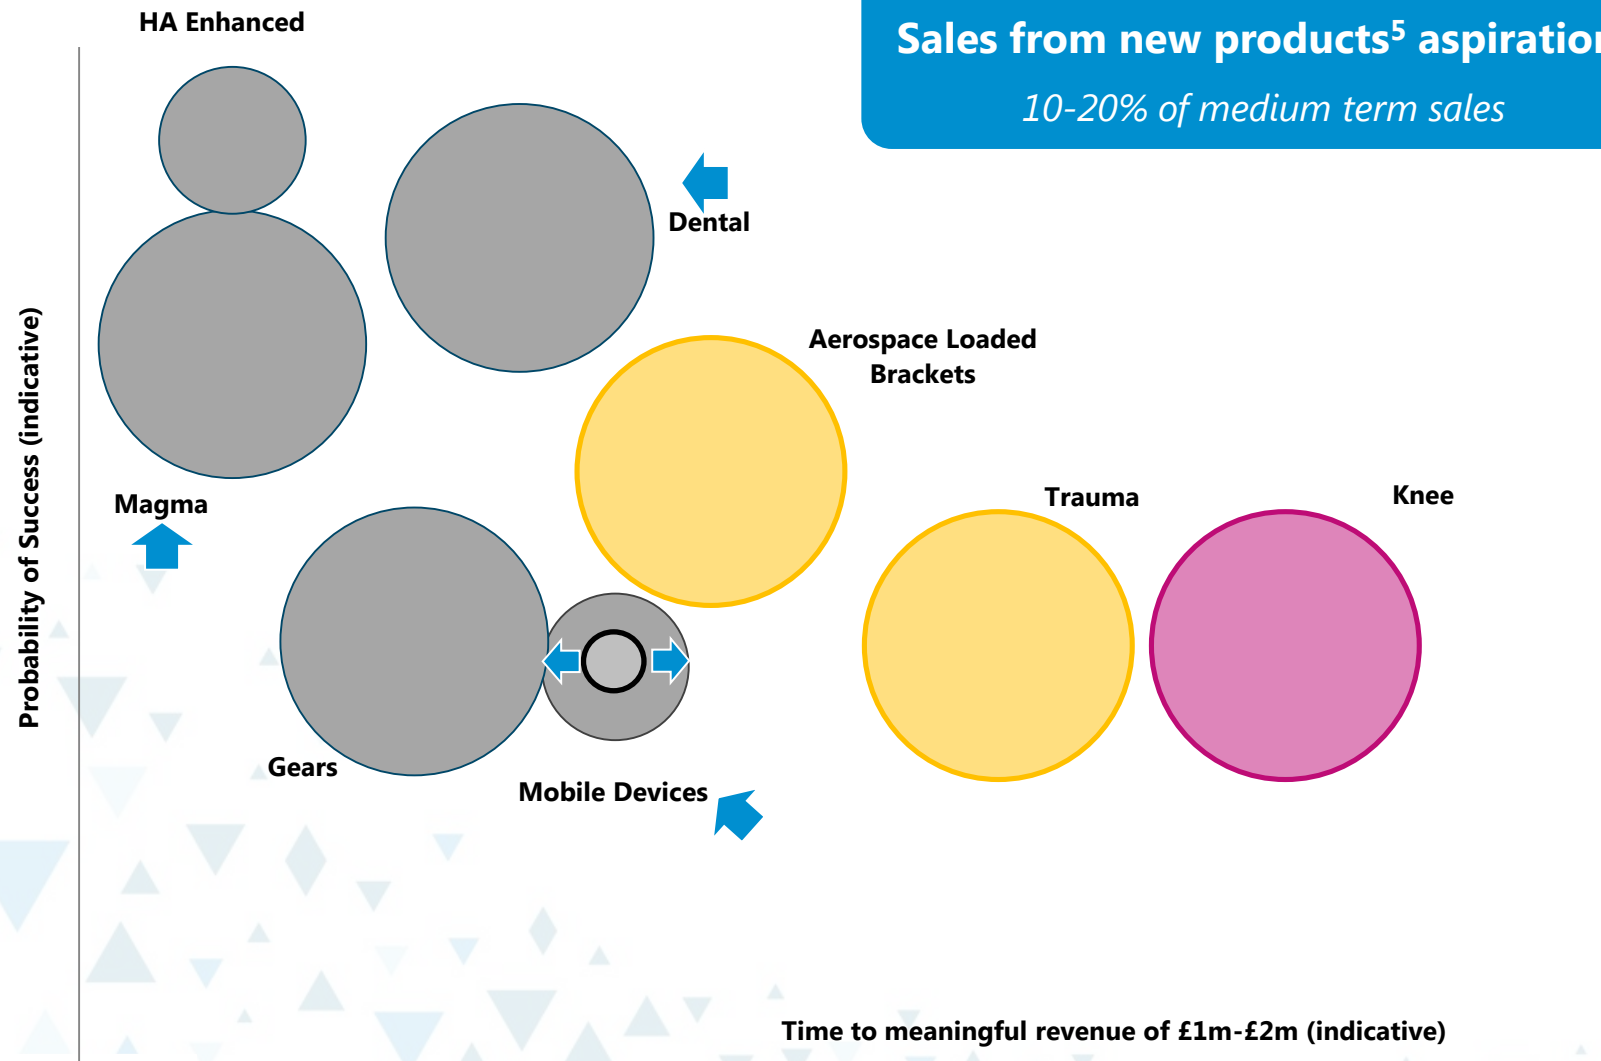 HA Enhanced
Sales from new products⁵ aspiration
10-20% of medium term sales
Dental
Aerospace Loaded
Brackets
Trauma
Knee
Magma
Probability of Success (indicative)
Gears
Mobile Devices
Time to meaningful revenue of £1m-£2m (indicative)